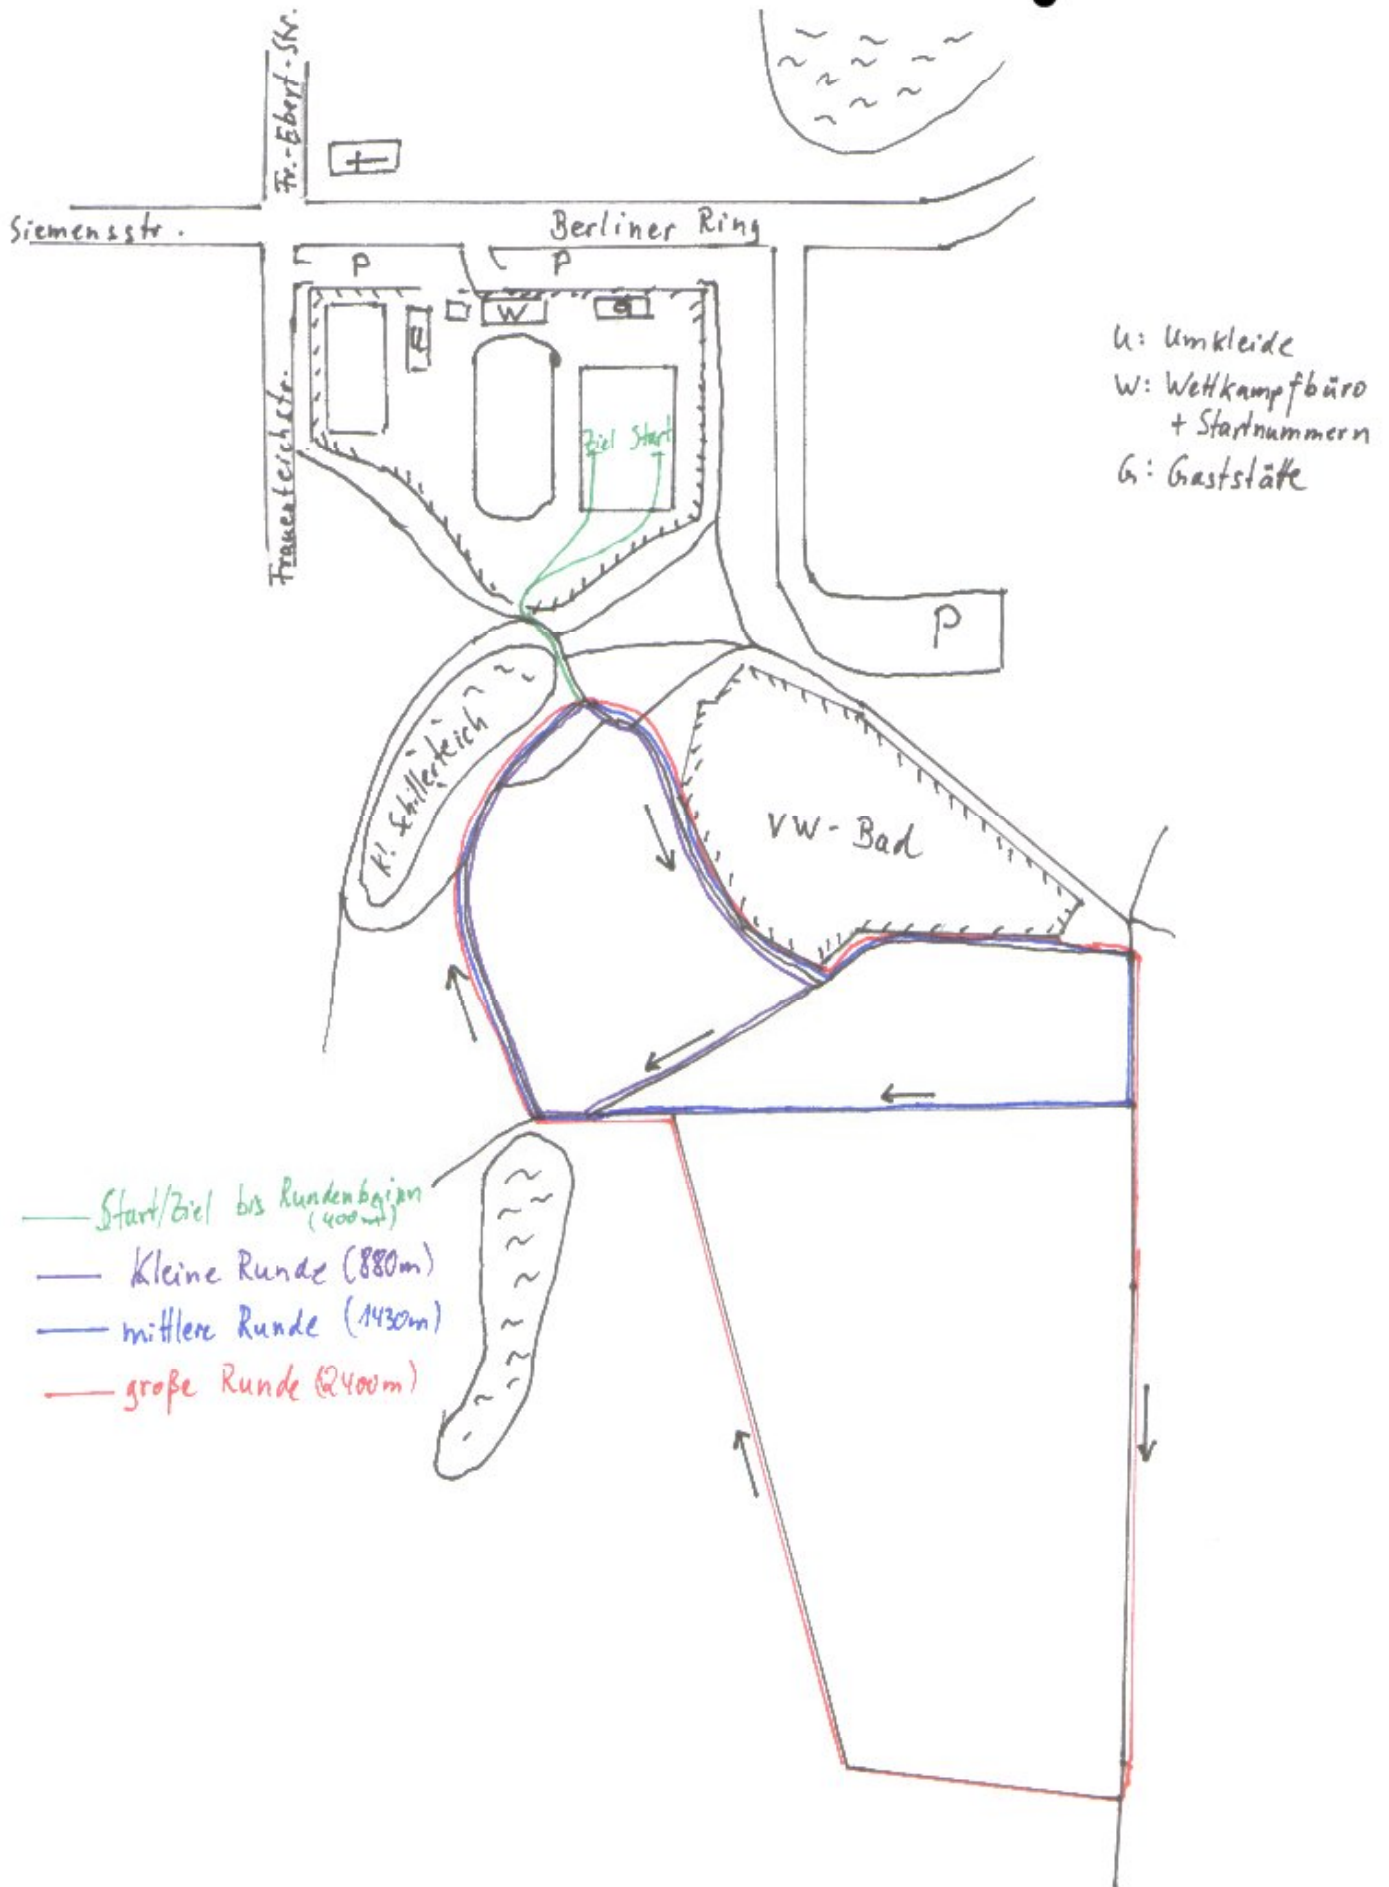 Fr.-Ebert-Str.
Siemensstr.
Berliner Ring
P
P
W
G
U
Frauenteichstr.
Ziel Start
U: Umkleide
W: Wettkampfbüro
+ Startnummern
G: Gaststätte
P
Kl. Schillerteich
VW-Bad
Start/Ziel bis Rundenbeginn
(400m)
Kleine Runde (880m)
mittlere Runde (1430m)
große Runde (2400m)